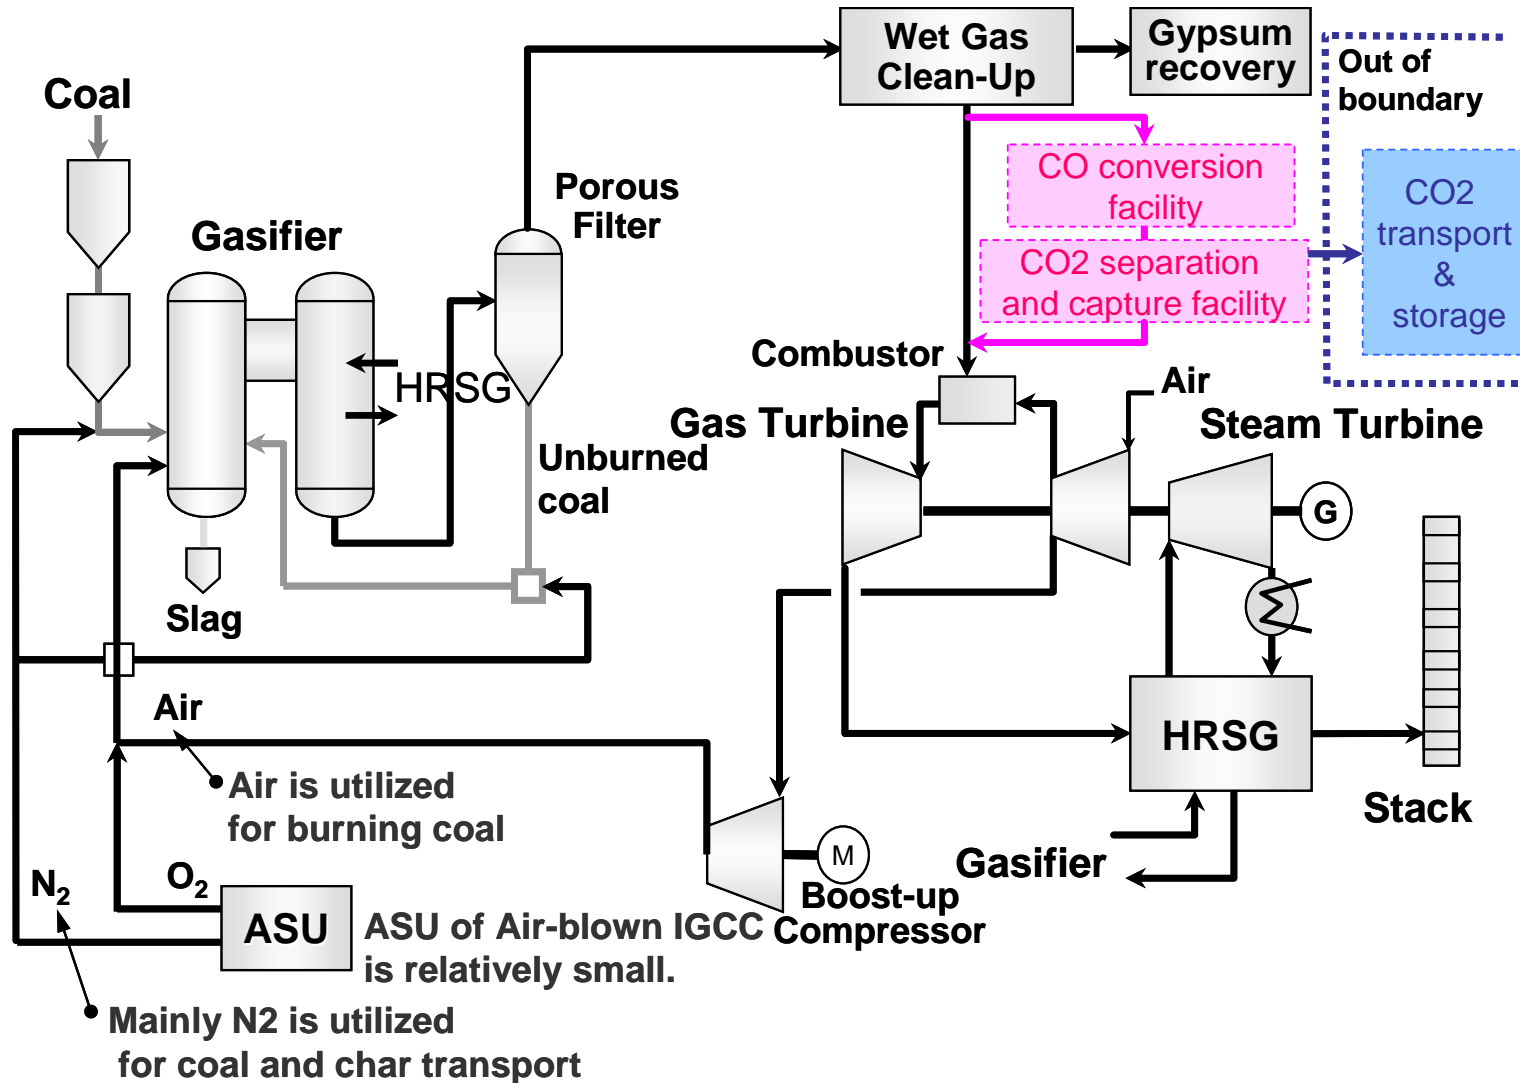 Wet Gas
Clean-Up
Gypsum
recovery
Out of
boundary
Coal
CO conversion
facility
CO2
transport
&
storage
Porous
Filter
Gasifier
CO2 separation
and capture facility
Combustor
HRSG
Air
Gas Turbine
Steam Turbine
Unburned
coal
G
Slag
Air
HRSG
Air is utilized
for burning coal
Stack
M
Gasifier
N2
O2
Boost-up
Compressor
ASU
ASU of Air-blown IGCC
is relatively small.
Mainly N2 is utilized
for coal and char transport